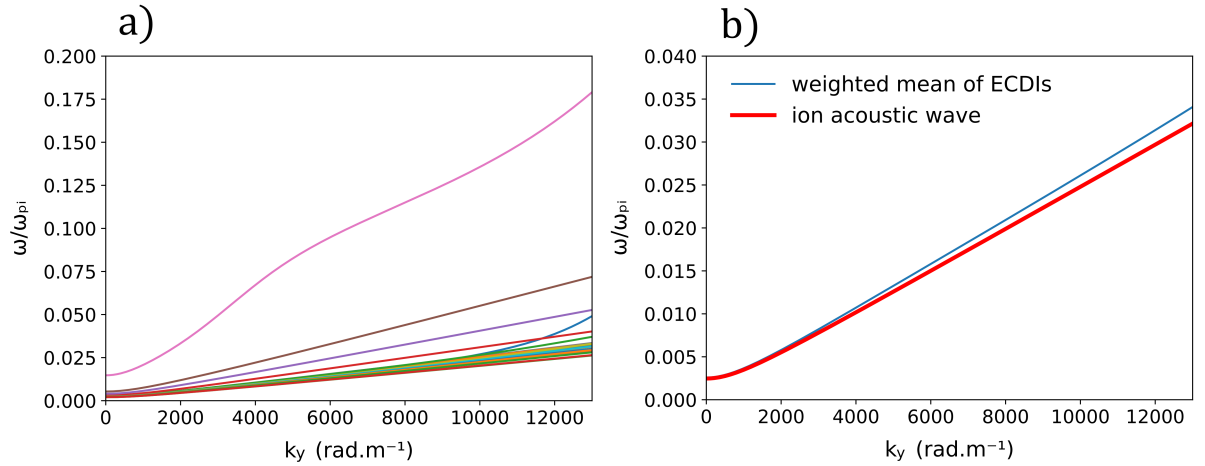 a)
0.200
0.175
0.150
0.125
0.100
0.075
0.050
0.025
0.000
ω/ωpi
0 2000 4000 6000 8000 10000 12000
ky (rad.m⁻¹)
b)
0.040
0.035
0.030
0.025
0.020
0.015
0.010
0.005
0.000
ω/ωpi
weighted mean of ECDIs
ion acoustic wave
0 2000 4000 6000 8000 10000 12000
ky (rad.m⁻¹)